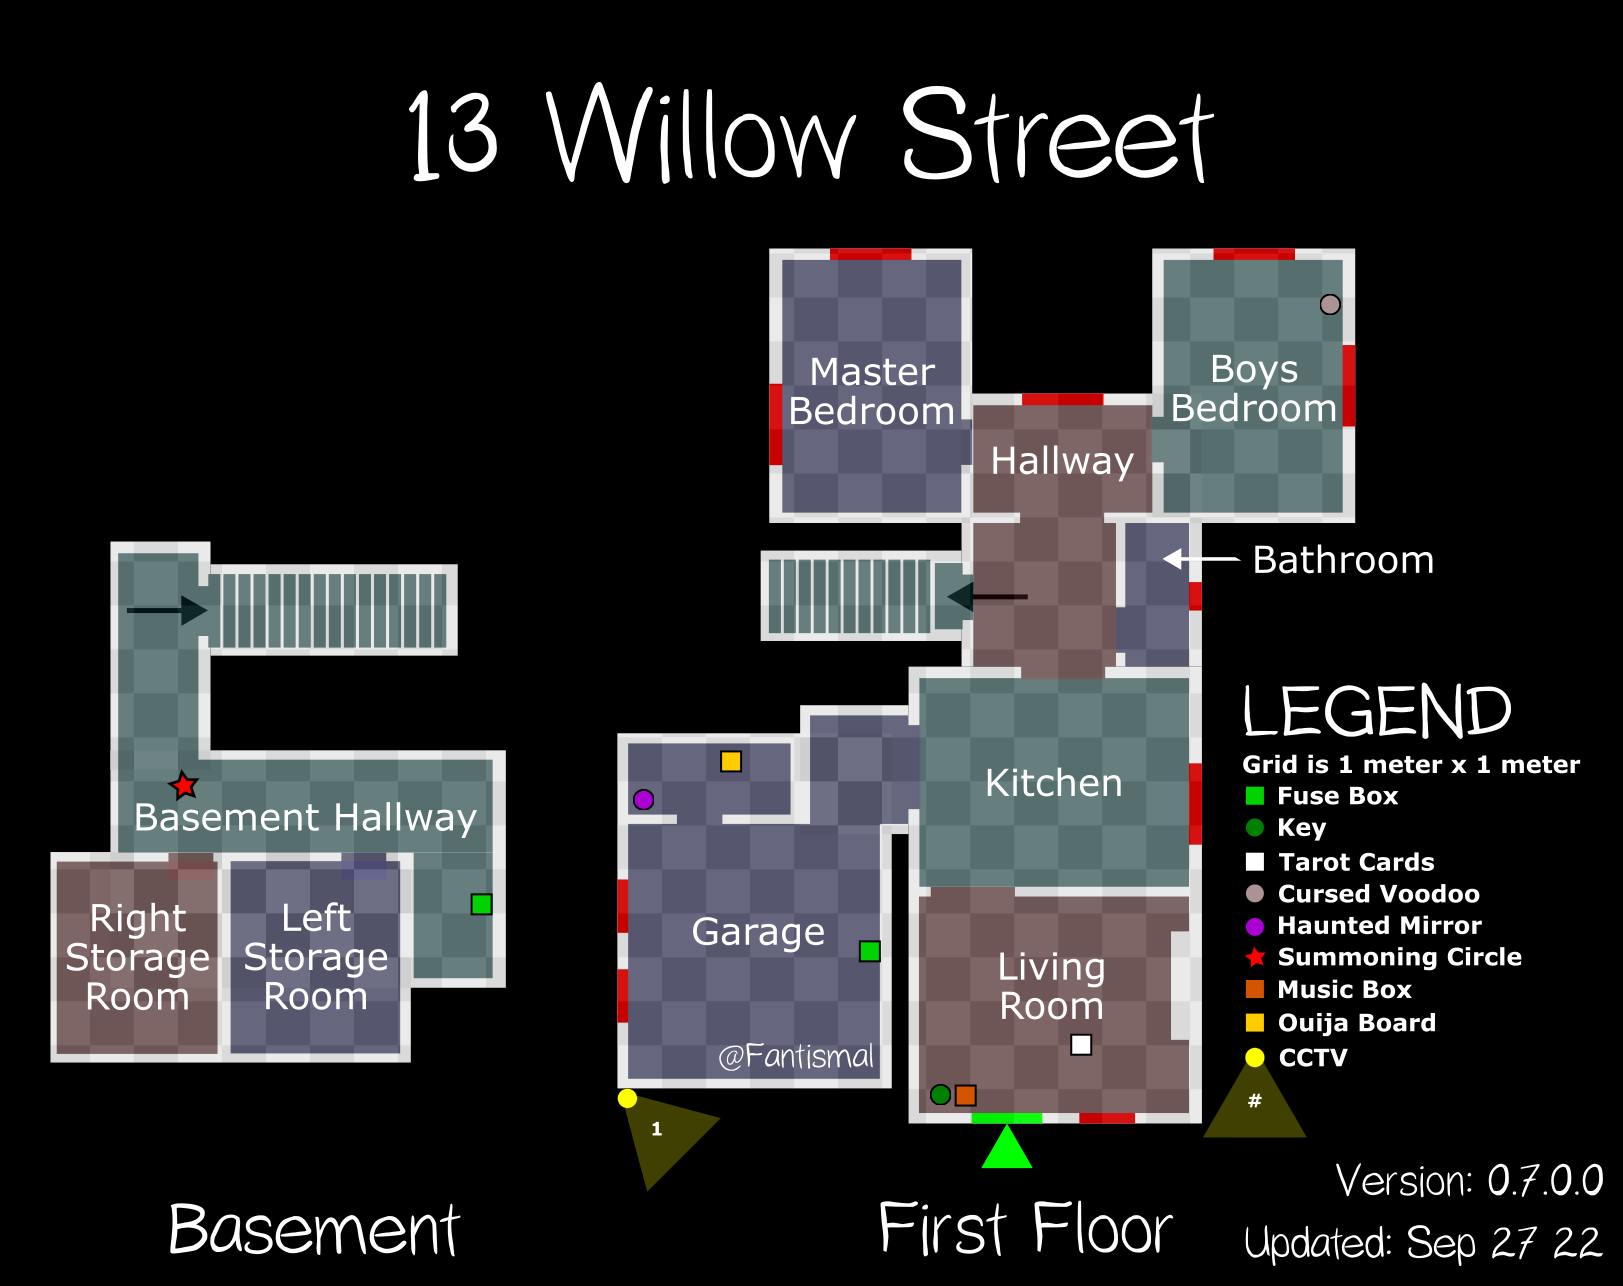 13 Willow Street
Master
Bedroom
Boys
Bedroom
Hallway
Bathroom
Kitchen
Garage
Living
Room
@Fantismal
Basement Hallway
Right
Storage
Room
Left
Storage
Room
1
LEGEND
Grid is 1 meter x 1 meter
Fuse Box
Key
Tarot Cards
Cursed Voodoo
Haunted Mirror
Summoning Circle
Music Box
Ouija Board
CCTV
#
Basement
First Floor
Version: 0.7.0.0
Updated: Sep 27 22